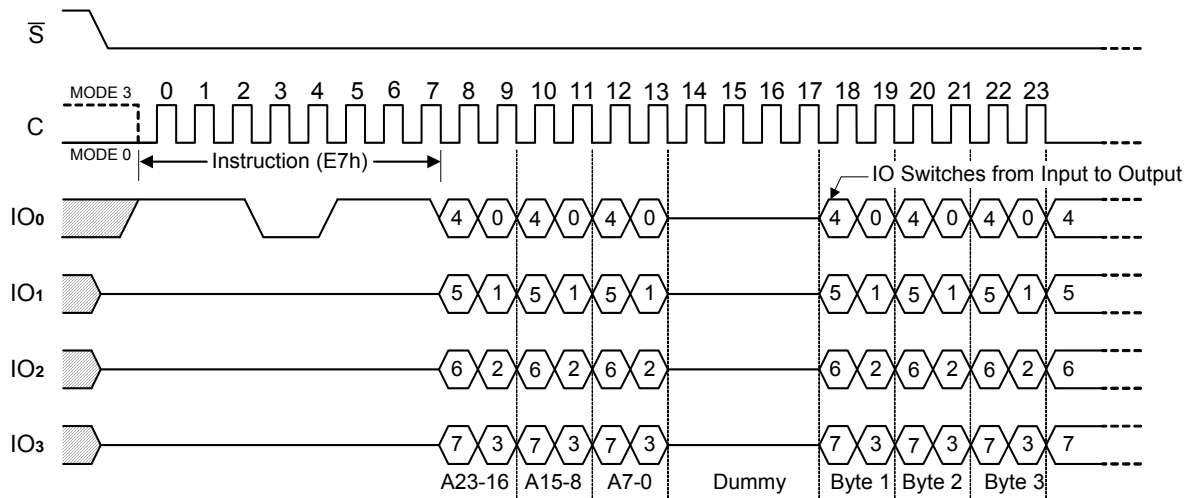 S
MODE 3
0 1 2 3 4 5 6 7 8 9 10 11 12 13 14 15 16 17 18 19 20 21 22 23
C
MODE 0
Instruction (E7h)
IO Switches from Input to Output
IO0
4 0 4 0 4 0 4 0 4 0 4 0 4
IO1
5 1 5 1 5 1 5 1 5 1 5 1 5
IO2
6 2 6 2 6 2 6 2 6 2 6 2 6
IO3
7 3 7 3 7 3 7 3 7 3 7 3 7
A23-16 A15-8 A7-0 Dummy Byte 1 Byte 2 Byte 3